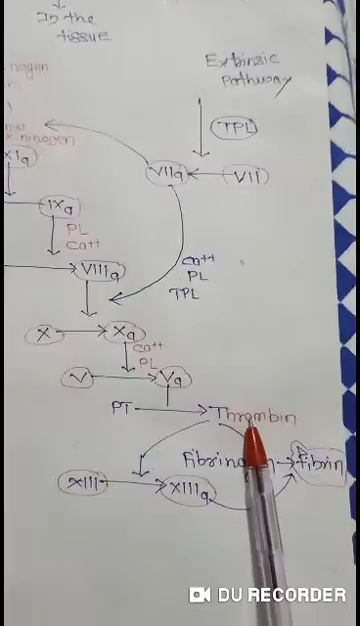 In the
tissue
Extrinsic
Pathway
TPL
XIa
VIIa
VII
IXa
PL
Ca++
VIIIa
Ca++
PL
TPL
X
Xa
Ca++
PL
V
Va
PT
Thrombin
Fibrin
XIII
XIIIa
DU RECORDER